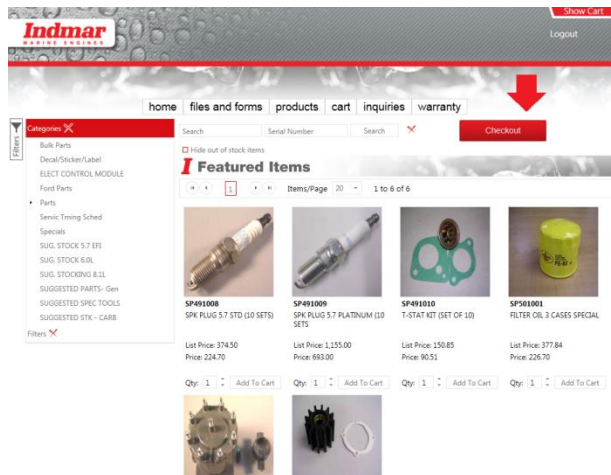 Show Cart
Indmar
MARINE ENGINES
Logout
home files and forms products cart inquiries warranty
Filters
Categories
Search Serial Number Search
Checkout
Hide out of stock items
I Featured Items
1 Items/Page 20 1 to 6 of 6
Bulk Parts
Decal/Sticker/Label
ELECT CONTROL MODULE
Ford Parts
Parts
Servic Trning Sched
Specials
SUG. STOCK 5.7 EFI
SUG. STOCK 6.0L
SUG. STOCKING 8.1L
SUGGESTED PARTS- Gen
SUGGESTED SPEC TOOLS
SUGGESTED STK - CARB
Filters
SP491008
SPK PLUG 5.7 STD (10 SETS)
List Price: 374.50
Price: 224.70
Qty: 1 Add To Cart
SP491009
SPK PLUG 5.7 PLATINUM (10
SETS
List Price: 1,155.00
Price: 693.00
Qty: 1 Add To Cart
SP491010
T-STAT KIT (SET OF 10)
List Price: 150.85
Price: 90.51
Qty: 1 Add To Cart
SP501001
FILTER OIL 3 CASES SPECIAL
List Price: 377.84
Price: 226.70
Qty: 1 Add To Cart